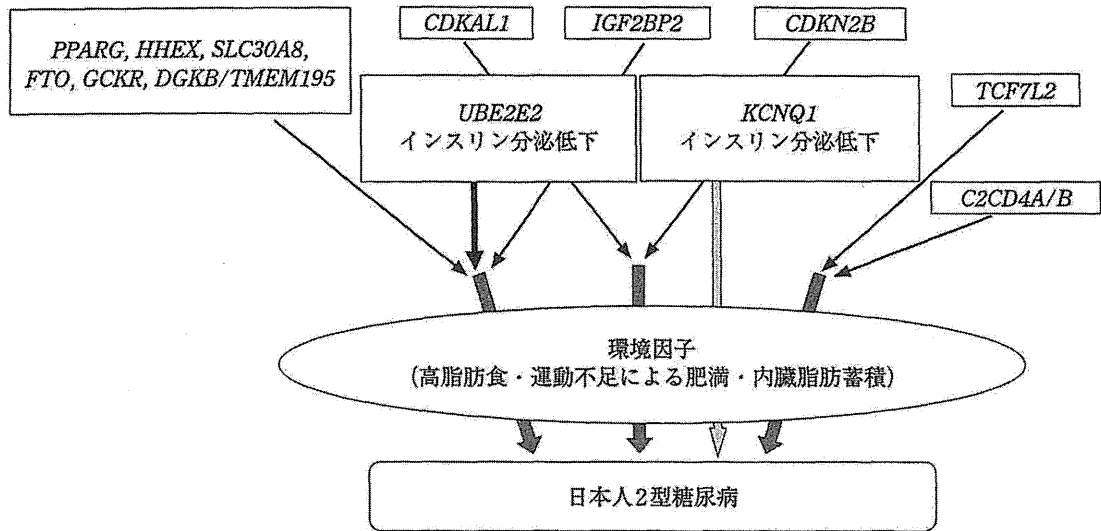 PPARG, HHEX, SLC30A8,
FTO, GCKR, DGKB/TMEM195
CDKAL1
IGF2BP2
CDKN2B
UBE2E2
インスリン分泌低下
KCNQ1
インスリン分泌低下
TCF7L2
C2CD4A/B
環境因子
(高脂肪食・運動不足による肥満・内臓脂肪蓄積)
日本人2型糖尿病